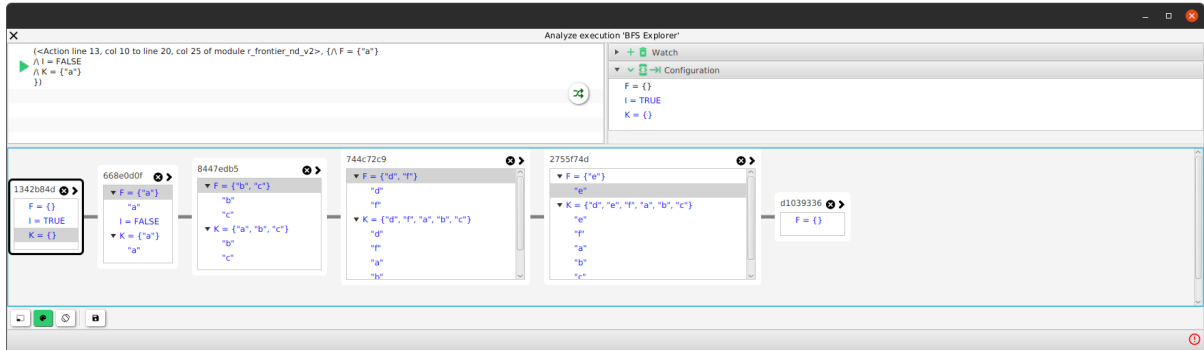 Analyze execution 'BFS Explorer'
(<Action line 13, col 10 to line 20, col 25 of module r_frontier_nd_v2>, {/\ F = {"a"}
/\ I = FALSE
/\ K = {"a"}
})
Watch
Configuration
F = {}
I = TRUE
K = {}
1342b84d
F = {}
I = TRUE
K = {}
668e0d0f
F = {"a"}
"a"
I = FALSE
K = {"a"}
"a"
8447edb5
F = {"b", "c"}
"b"
"c"
K = {"a", "b", "c"}
"b"
"c"
744c72c9
F = {"d", "f"}
"d"
"f"
K = {"d", "f", "a", "b", "c"}
"d"
"f"
"a"
"b"
2755f74d
F = {"e"}
"e"
K = {"d", "e", "f", "a", "b", "c"}
"e"
"f"
"a"
"b"
"c"
d1039336
F = {}